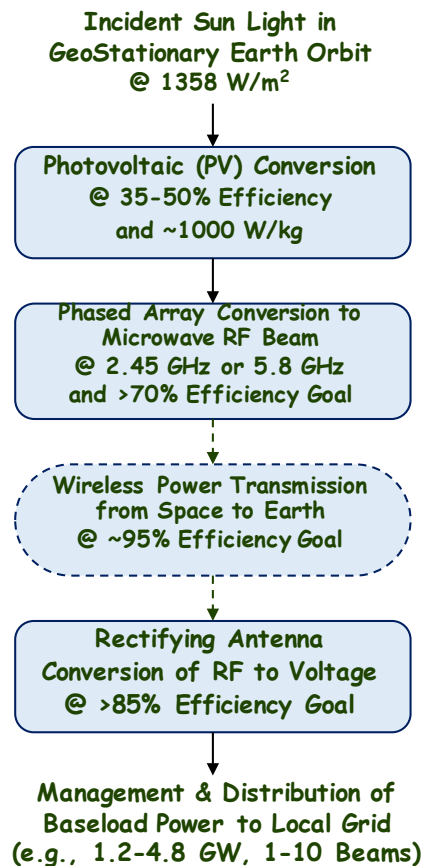 Incident Sun Light in
GeoStationary Earth Orbit
@ 1358 W/m²
Photovoltaic (PV) Conversion
@ 35-50% Efficiency
and ~1000 W/kg
Phased Array Conversion to
Microwave RF Beam
@ 2.45 GHz or 5.8 GHz
and >70% Efficiency Goal
Wireless Power Transmission
from Space to Earth
@ ~95% Efficiency Goal
Rectifying Antenna
Conversion of RF to Voltage
@ >85% Efficiency Goal
Management & Distribution of
Baseload Power to Local Grid
(e.g., 1.2-4.8 GW, 1-10 Beams)